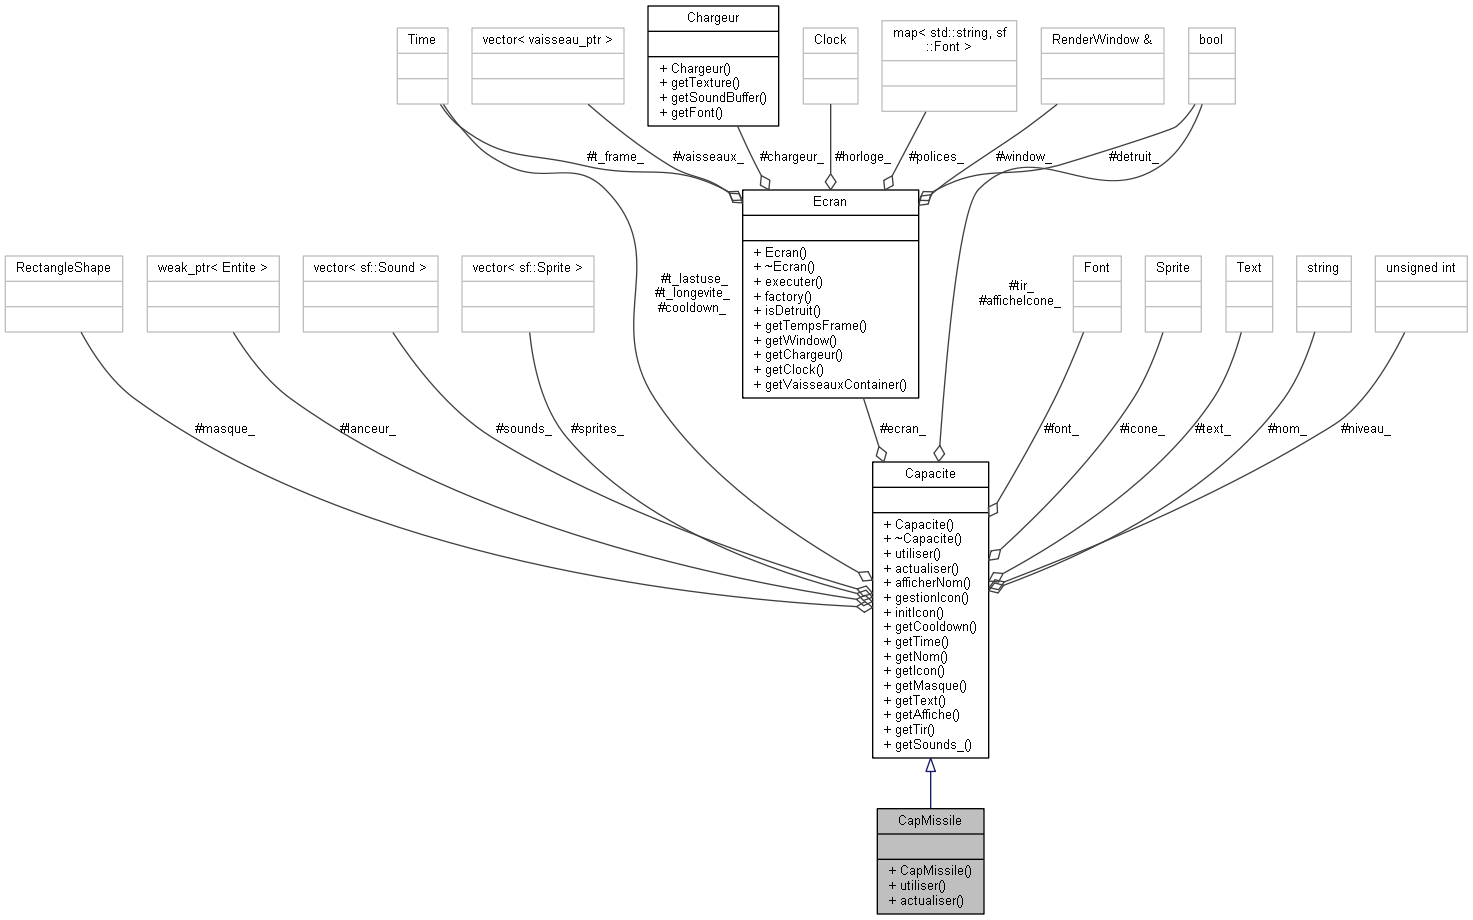 Chargeur
+ Chargeur()
+ getTexture()
+ getSoundBuffer()
+ getFont()
Time
vector< vaisseau_ptr >
Clock
map< std::string, sf
::Font >
RenderWindow &
bool
#t_frame_
#vaisseaux_
#chargeur_
#horloge_
#polices_
#window_
#detruit_
Ecran
+ Ecran()
+ ~Ecran()
+ executer()
+ factory()
+ isDetruit()
+ getTempsFrame()
+ getWindow()
+ getChargeur()
+ getClock()
+ getVaisseauxContainer()
RectangleShape
weak_ptr< Entite >
vector< sf::Sound >
vector< sf::Sprite >
#t_lastuse_
#t_longevite_
#cooldown_
#tir_
#afficheIcone_
Font
Sprite
Text
string
unsigned int
#masque_
#lanceur_
#sounds_
#sprites_
#ecran_
#font_
#icone_
#text_
#nom_
#niveau_
Capacite
+ Capacite()
+ ~Capacite()
+ utiliser()
+ actualiser()
+ afficherNom()
+ gestionIcon()
+ initIcon()
+ getCooldown()
+ getTime()
+ getNom()
+ getIcon()
+ getMasque()
+ getText()
+ getAffiche()
+ getTir()
+ getSounds_()
CapMissile
+ CapMissile()
+ utiliser()
+ actualiser()